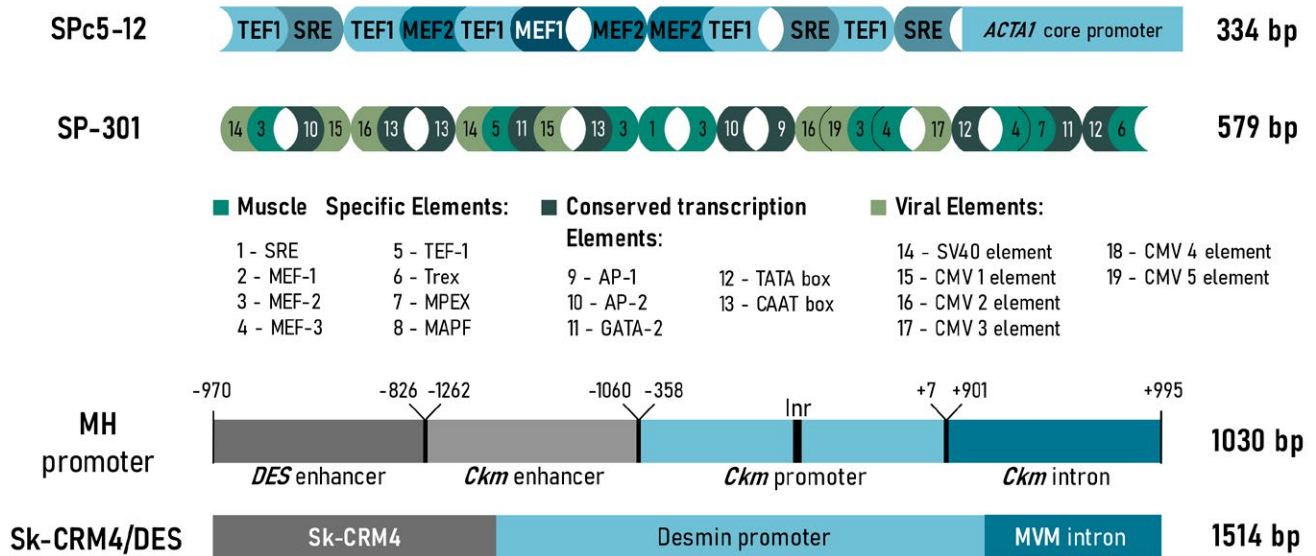 SPc5-12 TEF1 SRE TEF1 MEF2 TEF1 MEF1 MEF2 MEF2 TEF1 SRE TEF1 SRE ACTA1 core promoter 334 bp
SP-301 14 3 10 15 16 13 13 14 5 11 15 13 3 1 3 10 9 16 19 3 4 17 12 4 7 11 12 6 579 bp
Muscle Specific Elements:
1 - SRE
2 - MEF-1
3 - MEF-2
4 - MEF-3
5 - TEF-1
6 - Trex
7 - MPEX
8 - MAPF
Conserved transcription
Elements:
9 - AP-1
10 - AP-2
11 - GATA-2
12 - TATA box
13 - CAAT box
Viral Elements:
14 - SV40 element
15 - CMV 1 element
16 - CMV 2 element
17 - CMV 3 element
18 - CMV 4 element
19 - CMV 5 element
-970 -826 -1262 -1060 -358 +7 +901 +995
Inr
MH
promoter
1030 bp
DES enhancer Ckm enhancer Ckm promoter Ckm intron
Sk-CRM4/DES Sk-CRM4 Desmin promoter MVM intron 1514 bp